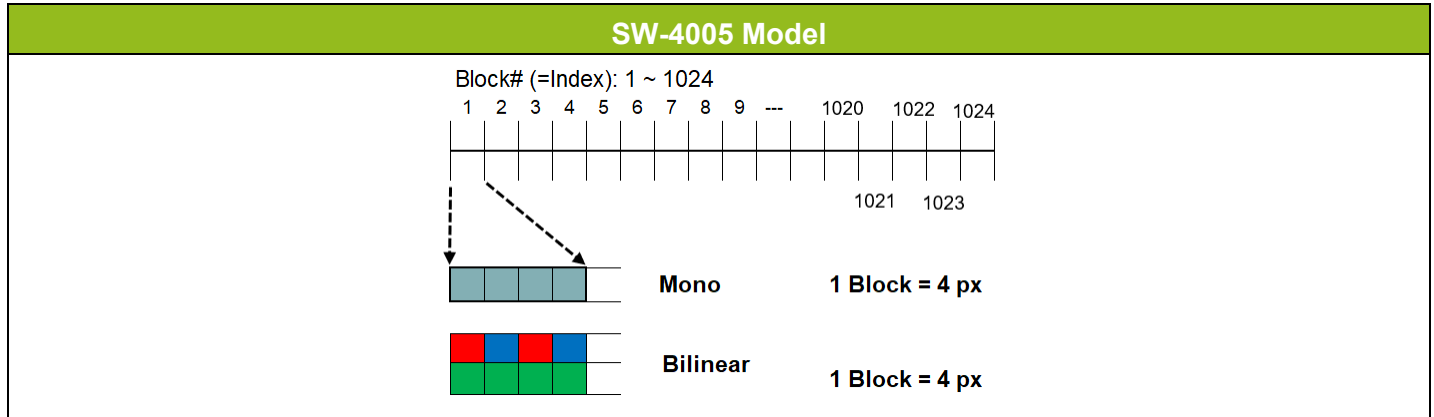 SW-4005 Model
Block# (=Index): 1 ~ 1024
1 2 3 4 5 6 7 8 9 --- 1020 1022 1024
1021 1023
Mono 1 Block = 4 px
Bilinear
1 Block = 4 px